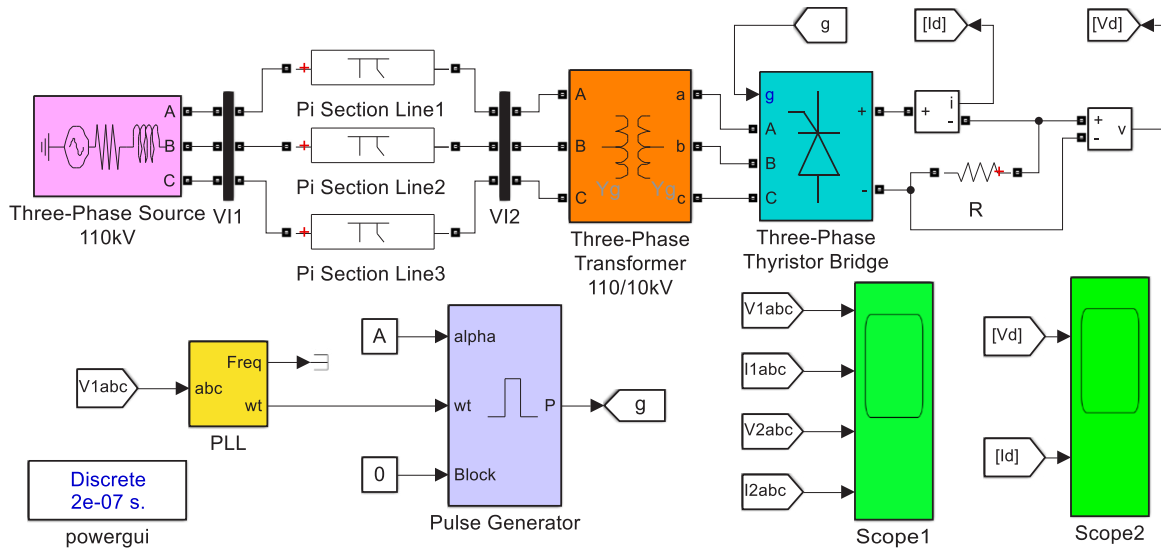 g
[Id]
[Vd]
A
B
C
Three-Phase Source
110kV
VI1
+
Pi Section Line1
+
Pi Section Line2
+
Pi Section Line3
VI2
A
B
C
a
b
c
Yg
Yg
Three-Phase
Transformer
110/10kV
g
A
B
C
+
-
Three-Phase
Thyristor Bridge
+
i
-
+
R
+
-
v
V1abc
abc
Freq
wt
PLL
A
0
alpha
wt
Block
P
Pulse Generator
g
Discrete
2e-07 s.
powergui
V1abc
I1abc
V2abc
I2abc
Scope1
[Vd]
[Id]
Scope2